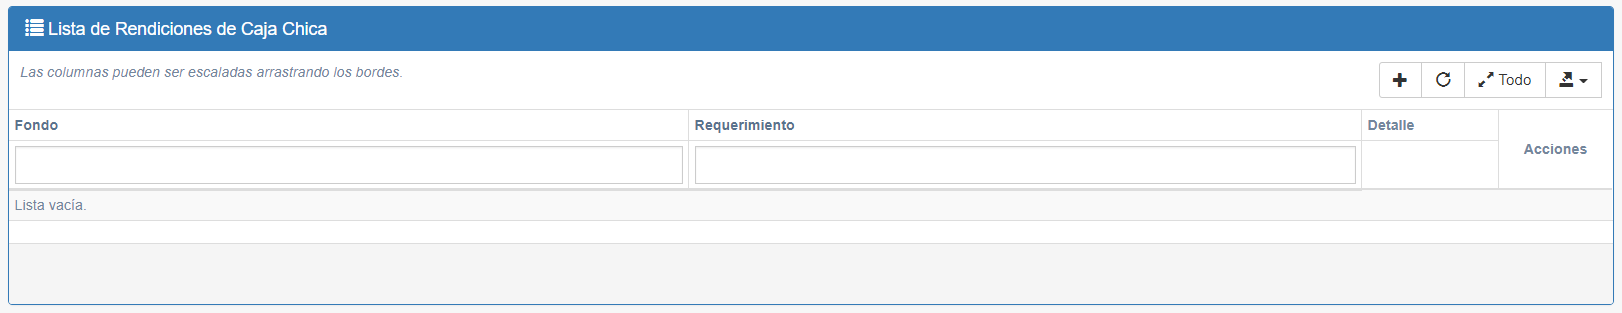 Lista de Rendiciones de Caja Chica
Las columnas pueden ser escaladas arrastrando los bordes.
Todo
Fondo
Requerimiento
Detalle
Acciones
Lista vacía.